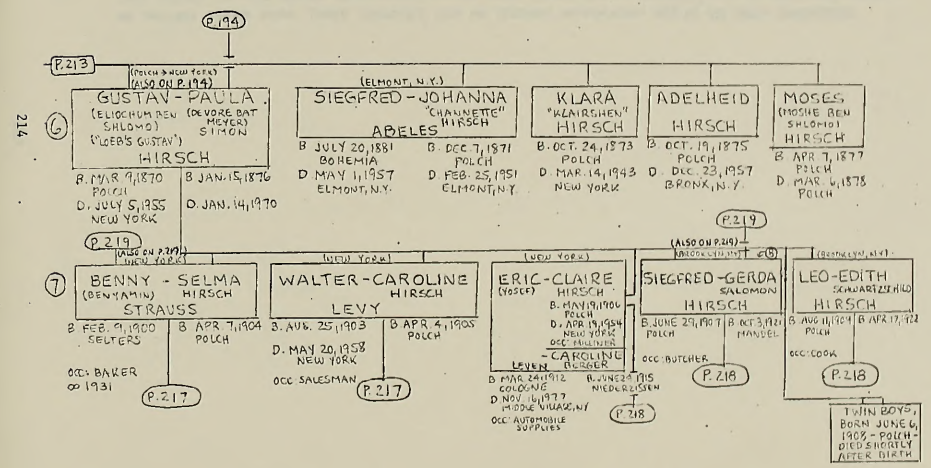 P.194
P.213
214
6
(POLCH → NEW YORK)
(ALSO ON P.194)
GUSTAV - PAULA
(ELIOCHUM BEN SHLOMO) (DEVORE BAT MEYER)
("LOEB'S GUSTAV") SIMON
HIRSCH
B. MAR 9, 1870
POLCH
D. JULY 5, 1955
NEW YORK
B JAN. 15, 1876
D. JAN. 14, 1970
(ELMONT, N.Y.)
SIEGFRED - JOHANNA
"CHANNETTE"
HIRSCH
ABELES
B JULY 20, 1881
BOHEMIA
D MAY 1, 1957
ELMONT, N.Y.
B. DEC. 7, 1871
POLCH
D. FEB. 25, 1951
ELMONT, N.Y.
KLARA
"KLAIRSHEN"
HIRSCH
B. OCT. 24, 1873
POLCH
D. MAR. 14, 1943
NEW YORK
ADELHEID
HIRSCH
B. OCT. 19, 1875
POLCH
D. DEC. 23, 1957
BRONX, N.Y.
MOSES
(MOSHE BEN SHLOMO)
HIRSCH
B APR. 7, 1877
POLCH
D. MAR. 6, 1878
POLCH
7
P.219
(ALSO ON P.219)
(NEW YORK)
BENNY - SELMA
(BENYAMIN) HIRSCH
STRAUSS
B FEB. 9, 1900
SELTERS
B APR 7, 1904
POLCH
OCC: BAKER
∞ 1931
P.217
(NEW YORK)
WALTER - CAROLINE
HIRSCH
LEVY
B. AUG. 25, 1903
D. MAY 20, 1958
NEW YORK
B APR. 4, 1905
POLCH
OCC: SALESMAN
P.217
(NEW YORK)
ERIC - CLAIRE
(YOSEF) HIRSCH
B. MAY 19, 1906
POLCH
D. APR 19, 1954
NEW YORK
OCC: MILLINER
- CAROLINE
LEVEN BERGER
B MAR 24, 1912
COLOGNE
D NOV. 16, 1977
MIDDLE VILLAGE, NY
OCC: AUTOMOBILE
SUPPLIES
B. JUNE 29, 1915
NIEDERZISSEN
P.218
P.219
(ALSO ON P.219)
(BROOKLYN, NY)
SIEGFRED - GERDA
SALOMON
HIRSCH
B. JUNE 29, 1907
POLCH
B OCT. 3, 1921
MANDEL
OCC: BUTCHER
P.218
(BROOKLYN, NY)
LEO - EDITH
SCHWARTZSCHILD
HIRSCH
B AUG 11, 1909
POLCH
B APR. 17, 1922
OCC: COOK
P.218
TWIN BOYS,
BORN JUNE 6,
1908 - POLCH -
DIED SHORTLY
AFTER BIRTH